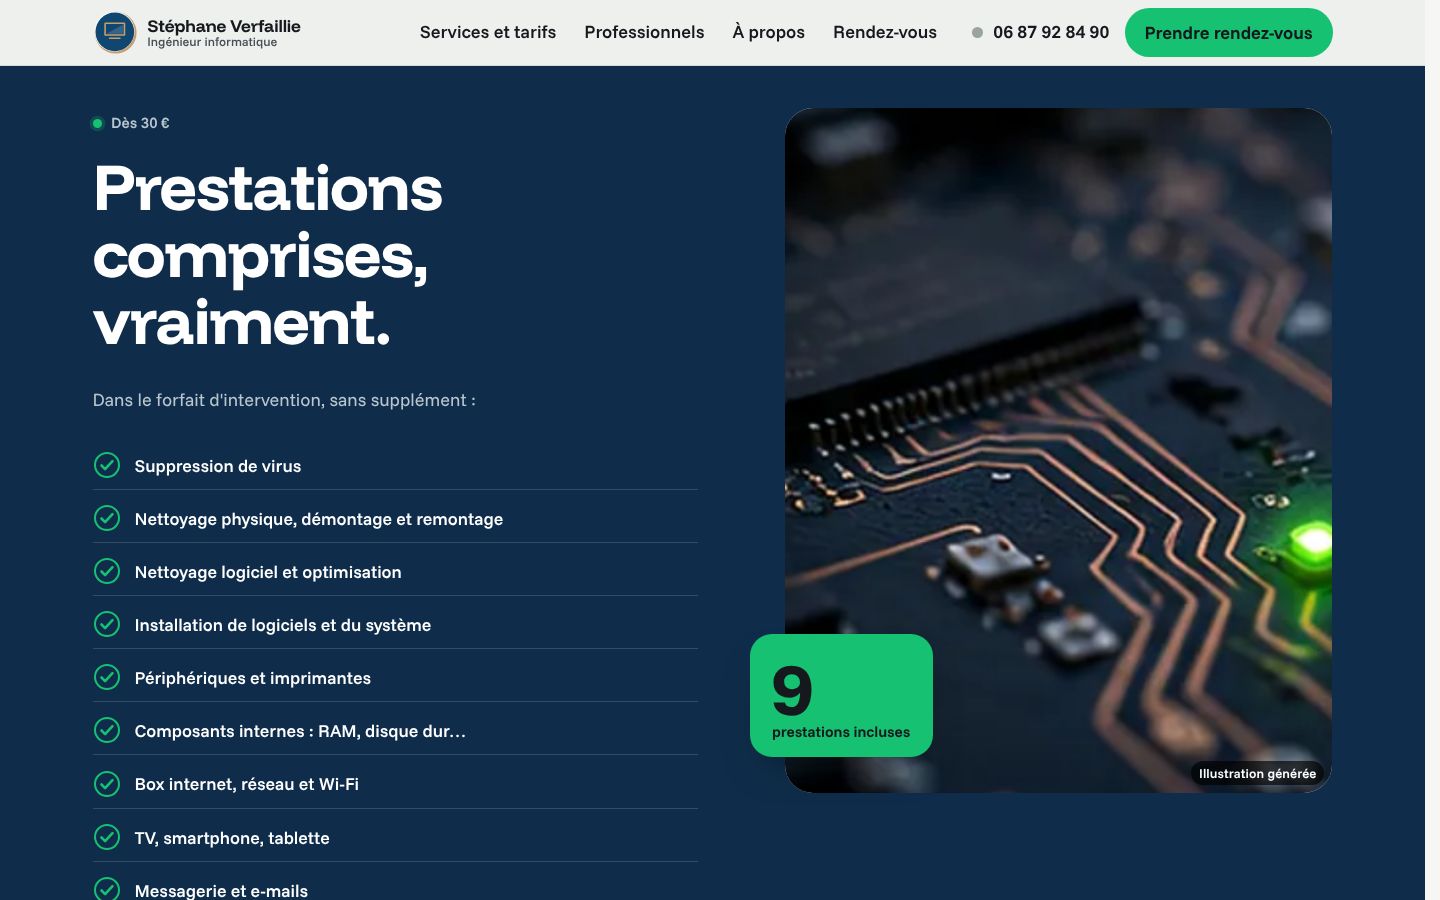 Stéphane Verfaillie
Ingénieur informatique
Services et tarifs
Professionnels
À propos
Rendez-vous
06 87 92 84 90
Prendre rendez-vous
Dès 30 €
Prestations
comprises,
vraiment.
Dans le forfait d'intervention, sans supplément :
Suppression de virus
Nettoyage physique, démontage et remontage
Nettoyage logiciel et optimisation
Installation de logiciels et du système
Périphériques et imprimantes
Composants internes : RAM, disque dur…
Box internet, réseau et Wi-Fi
TV, smartphone, tablette
Messagerie et e-mails
9
prestations incluses
Illustration générée